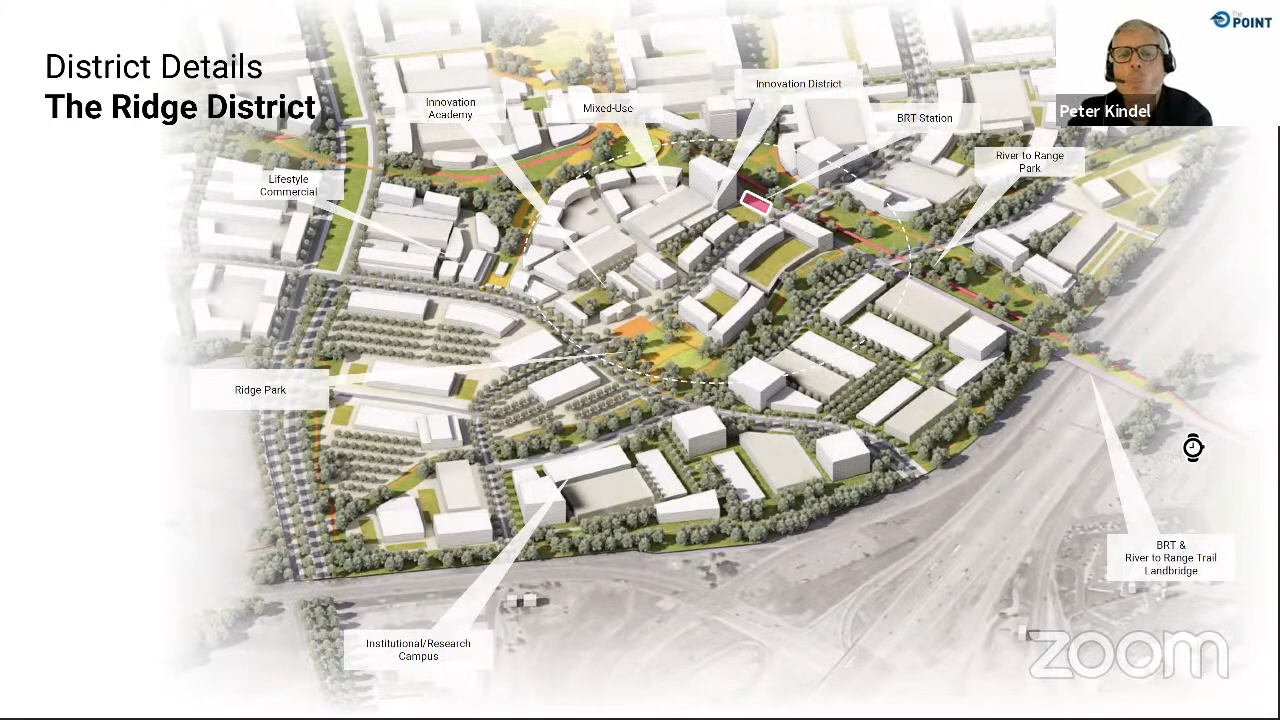 District Details
The Ridge District
The
POINT
Peter Kindel
Innovation District
Innovation
Academy
Mixed-Use
BRT Station
River to Range
Park
Lifestyle
Commercial
Ridge Park
BRT &
River to Range Trail
Landbridge
Institutional/Research
Campus
zoom